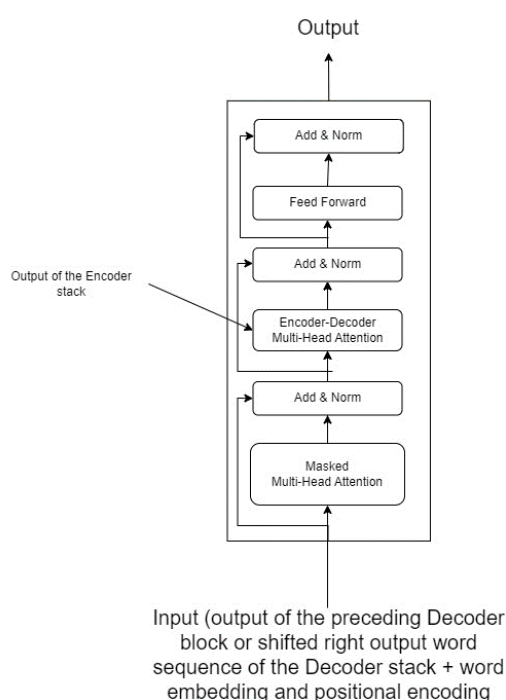 Output
Add & Norm
Feed Forward
Add & Norm
Output of the Encoder
stack
Encoder-Decoder
Multi-Head Attention
Add & Norm
Masked
Multi-Head Attention
Input (output of the preceding Decoder
block or shifted right output word
sequence of the Decoder stack + word
embedding and positional encoding